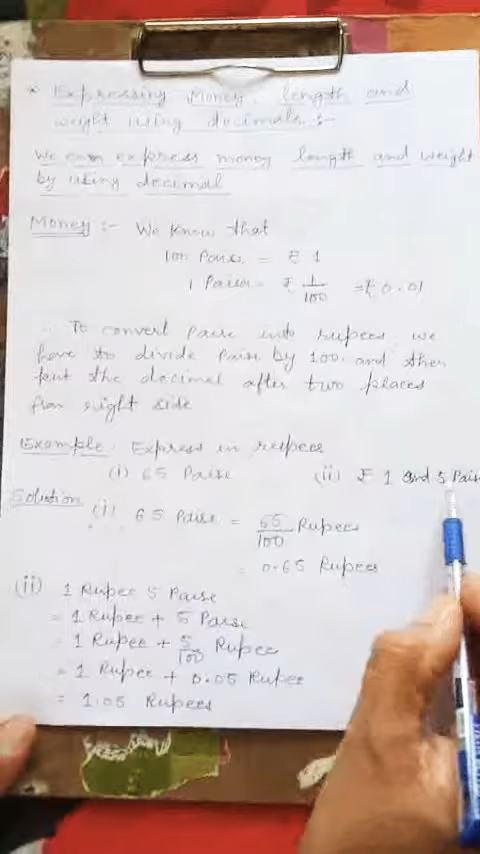 * Expressing Money, length and
weight using decimals :-
We can express money length and weight
by using decimal
Money :- We know that
100 Paise = ₹ 1
1 Paise = ₹ 1/100 = ₹ 0.01
∴ To convert Paise into rupees we
have to divide Paise by 100. and then
put the decimal after two places
from right side
Example: Express in rupees
(i) 65 Paise (ii) ₹ 1 and 5 Paise
Solution (i) 65 Paise = 65/100 Rupees
= 0.65 Rupees
(ii) 1 Rupee 5 Paise
= 1 Rupee + 5 Paise
= 1 Rupee + 5/100 Rupee
= 1 Rupee + 0.05 Rupee
= 1.05 Rupees